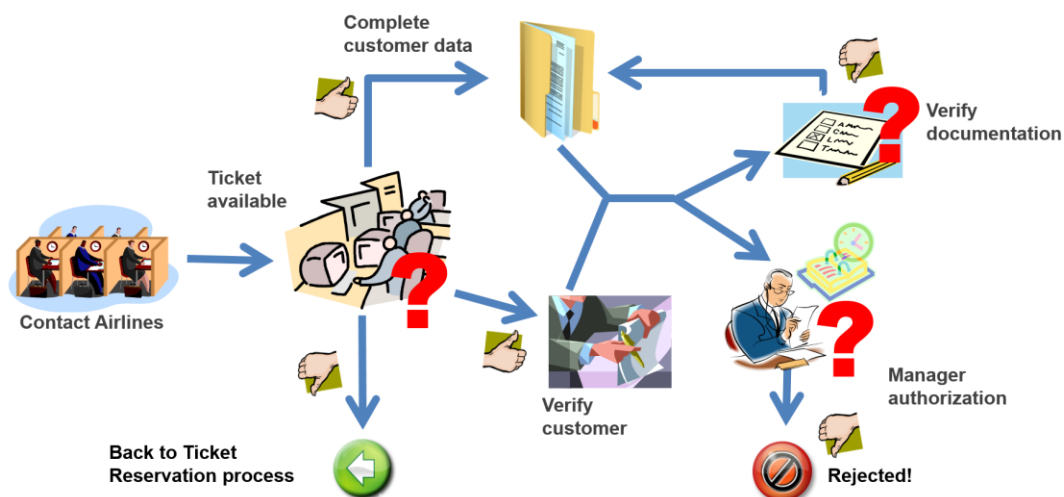 Complete
customer data
Verify
documentation
Ticket
available
Contact Airlines
Verify
customer
Manager
authorization
Back to Ticket
Reservation process
Rejected!